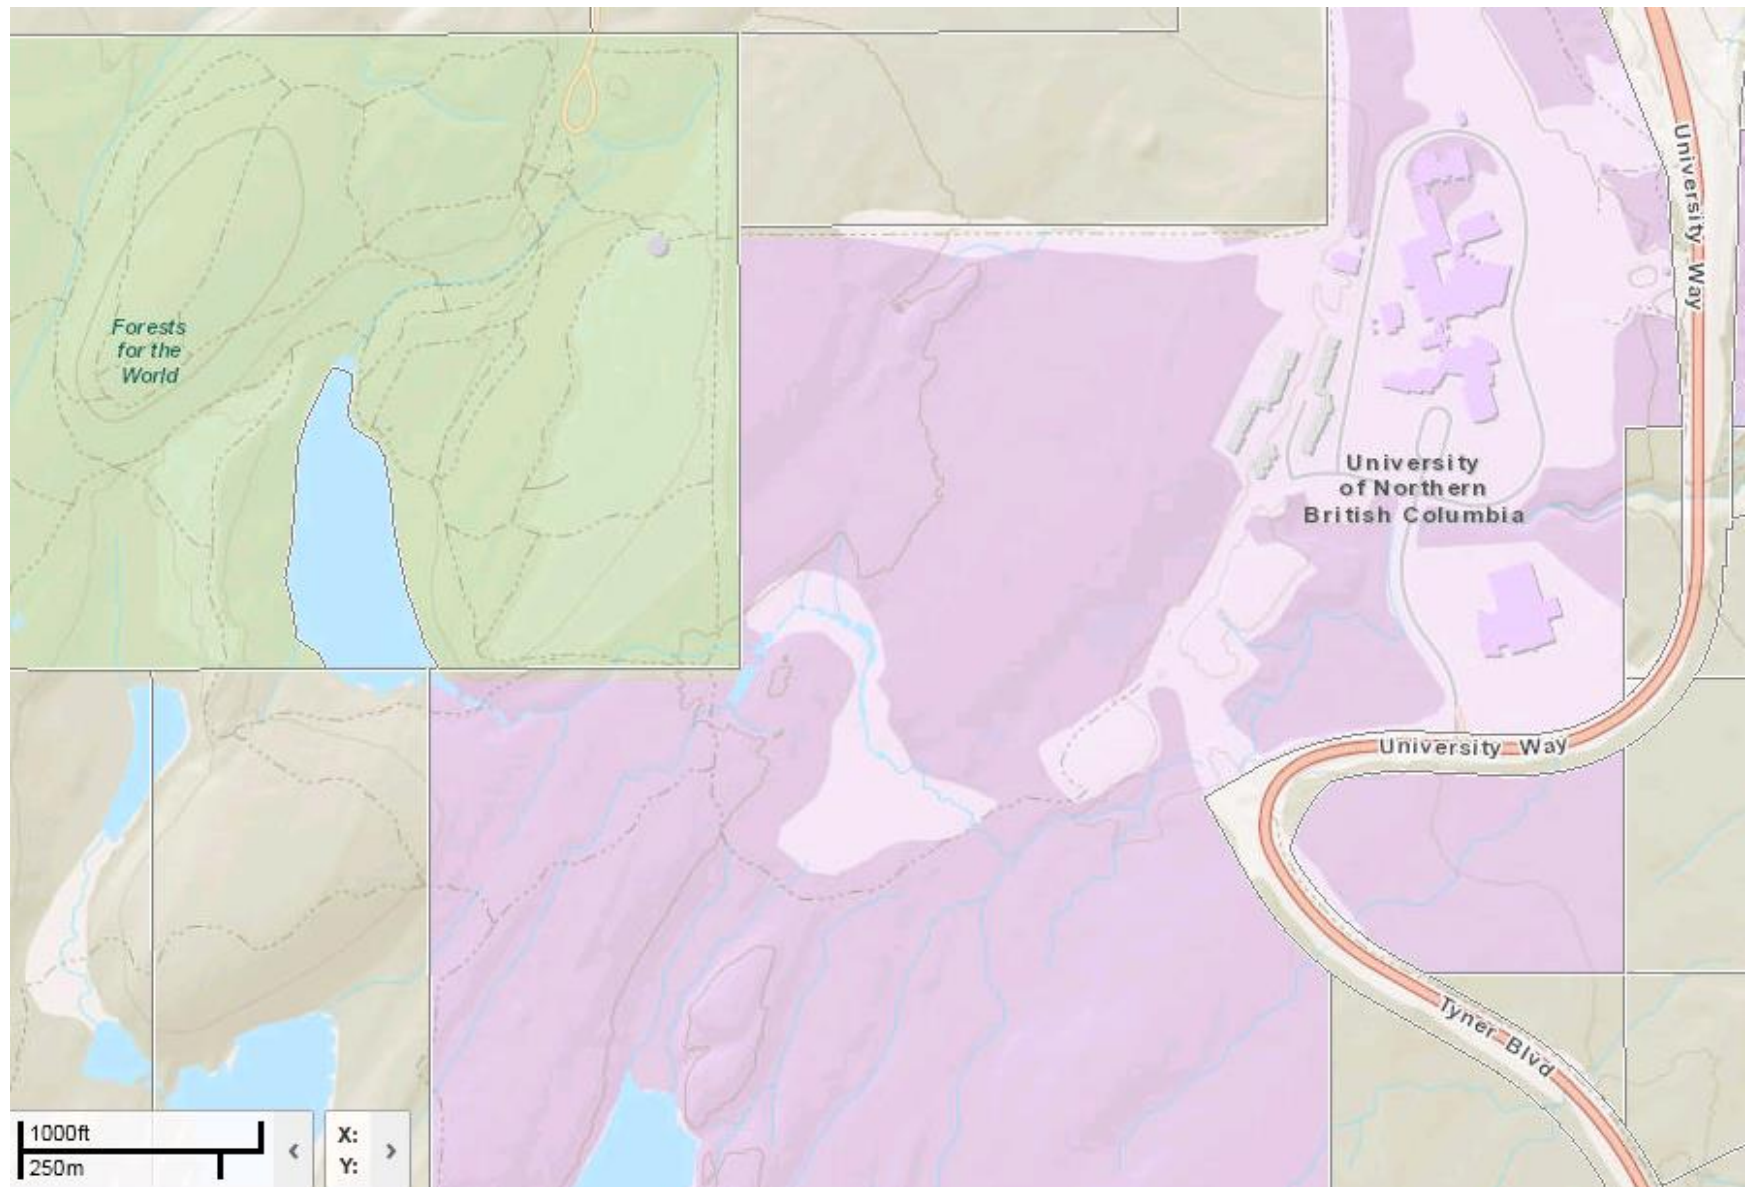 University Way
Forests
for the
World
University
of Northern
British Columbia
University Way
Tyner Blvd
1000ft
250m
‹
X:
Y:
›